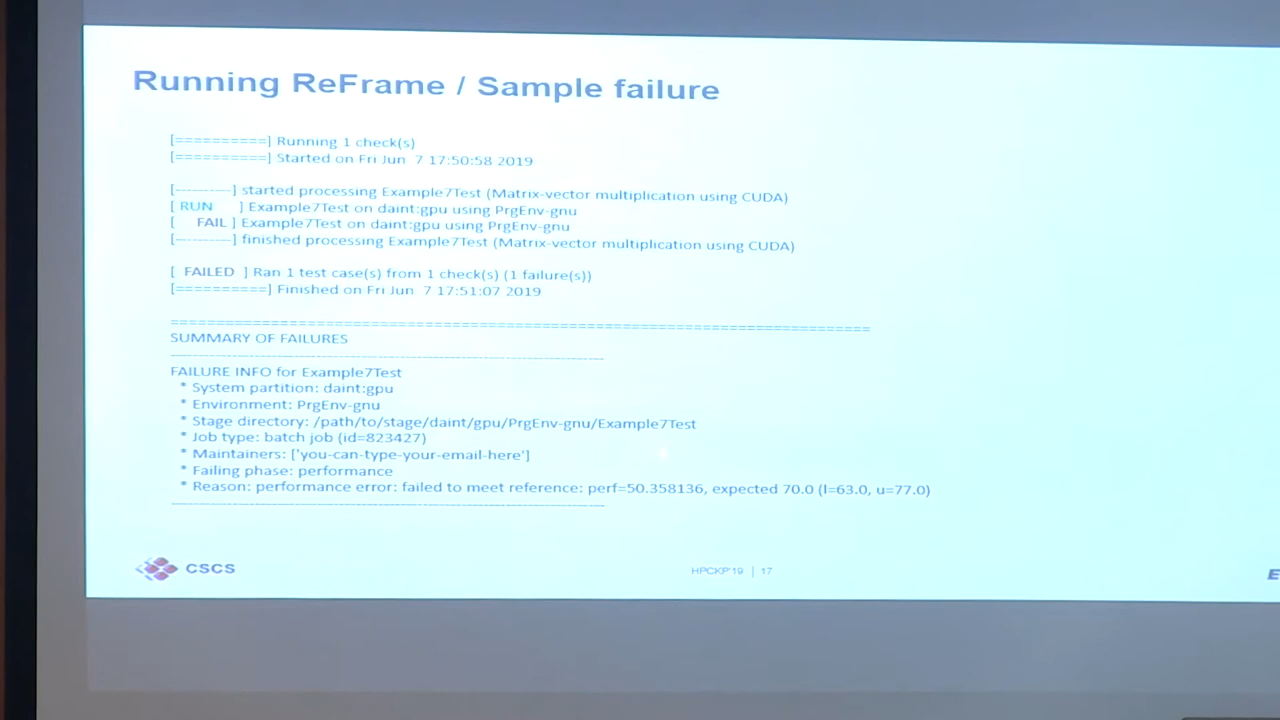 Running ReFrame / Sample failure
[==========] Running 1 check(s)
[==========] Started on Fri Jun  7 17:50:58 2019
[----------] started processing Example7Test (Matrix-vector multiplication using CUDA)
[ RUN      ] Example7Test on daint:gpu using PrgEnv-gnu
[     FAIL ] Example7Test on daint:gpu using PrgEnv-gnu
[----------] finished processing Example7Test (Matrix-vector multiplication using CUDA)
[  FAILED  ] Ran 1 test case(s) from 1 check(s) (1 failure(s))
[==========] Finished on Fri Jun  7 17:51:07 2019
==============================================================================
SUMMARY OF FAILURES
------------------------------------------------------------------------------
FAILURE INFO for Example7Test
* System partition: daint:gpu
* Environment: PrgEnv-gnu
* Stage directory: /path/to/stage/daint/gpu/PrgEnv-gnu/Example7Test
* Job type: batch job (id=823427)
* Maintainers: ['you-can-type-your-email-here']
* Failing phase: performance
* Reason: performance error: failed to meet reference: perf=50.358136, expected 70.0 (l=63.0, u=77.0)
------------------------------------------------------------------------------
CSCS
HPCKP'19 | 17
E